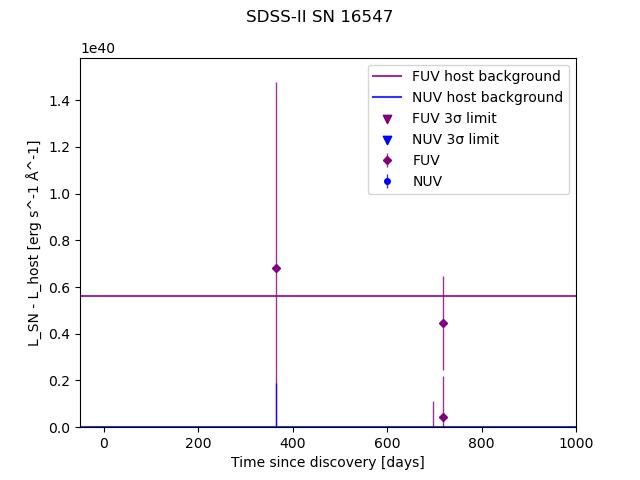 SDSS-II SN 16547
1e40
FUV host background
NUV host background
FUV 3σ limit
NUV 3σ limit
FUV
NUV
1.4
1.2
1.0
0.8
0.6
0.4
0.2
0.0
L_SN - L_host [erg s^-1 Å^-1]
0
200
400
600
800
1000
Time since discovery [days]